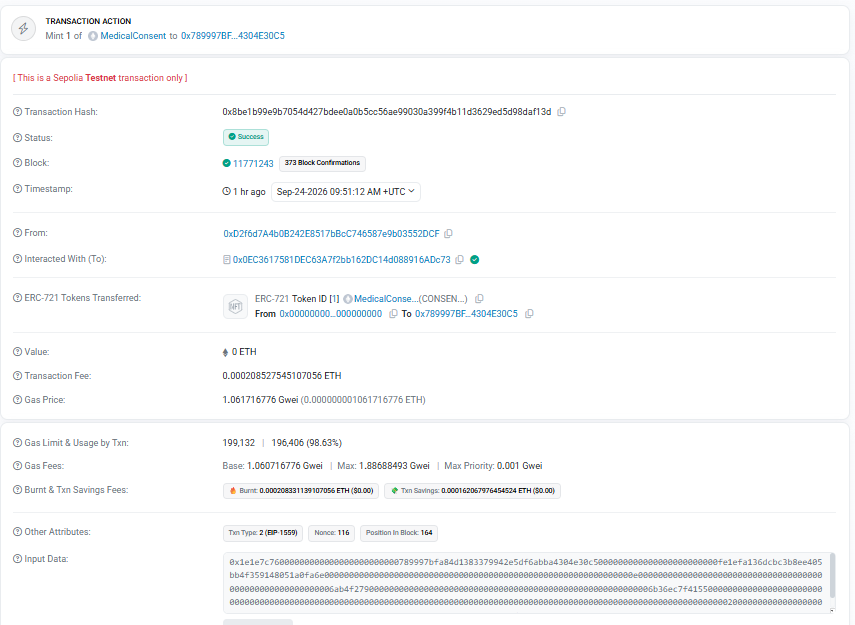 TRANSACTION ACTION
Mint 1 of MedicalConsent to 0x789997BF...4304E30C5
[ This is a Sepolia Testnet transaction only ]
Transaction Hash: 0x8be1b99e9b7054d427bdee0a0b5cc56ae99030a399f4b11d3629ed5d98daf13d
Status: Success
Block: 11771243 373 Block Confirmations
Timestamp: 1 hr ago Sep-24-2026 09:51:12 AM +UTC
From: 0xD2f6d7A4b0B242E8517bBcC746587e9b03552DCF
Interacted With (To): 0x0EC3617581DEC63A7f2bb162DC14d088916ADc73
ERC-721 Tokens Transferred: ERC-721 Token ID [1] MedicalConse...(CONSEN...)
NFT
From 0x00000000...000000000 To 0x789997BF...4304E30C5
Value: 0 ETH
Transaction Fee: 0.000208527545107056 ETH
Gas Price: 1.061716776 Gwei (0.000000001061716776 ETH)
Gas Limit & Usage by Txn: 199,132 | 196,406 (98.63%)
Gas Fees: Base: 1.060716776 Gwei | Max: 1.88688493 Gwei | Max Priority: 0.001 Gwei
Burnt & Txn Savings Fees: Burnt: 0.000208331139107056 ETH ($0.00) Txn Savings: 0.000162067976454524 ETH ($0.00)
Other Attributes: Txn Type: 2 (EIP-1559) Nonce: 116 Position In Block: 164
Input Data: